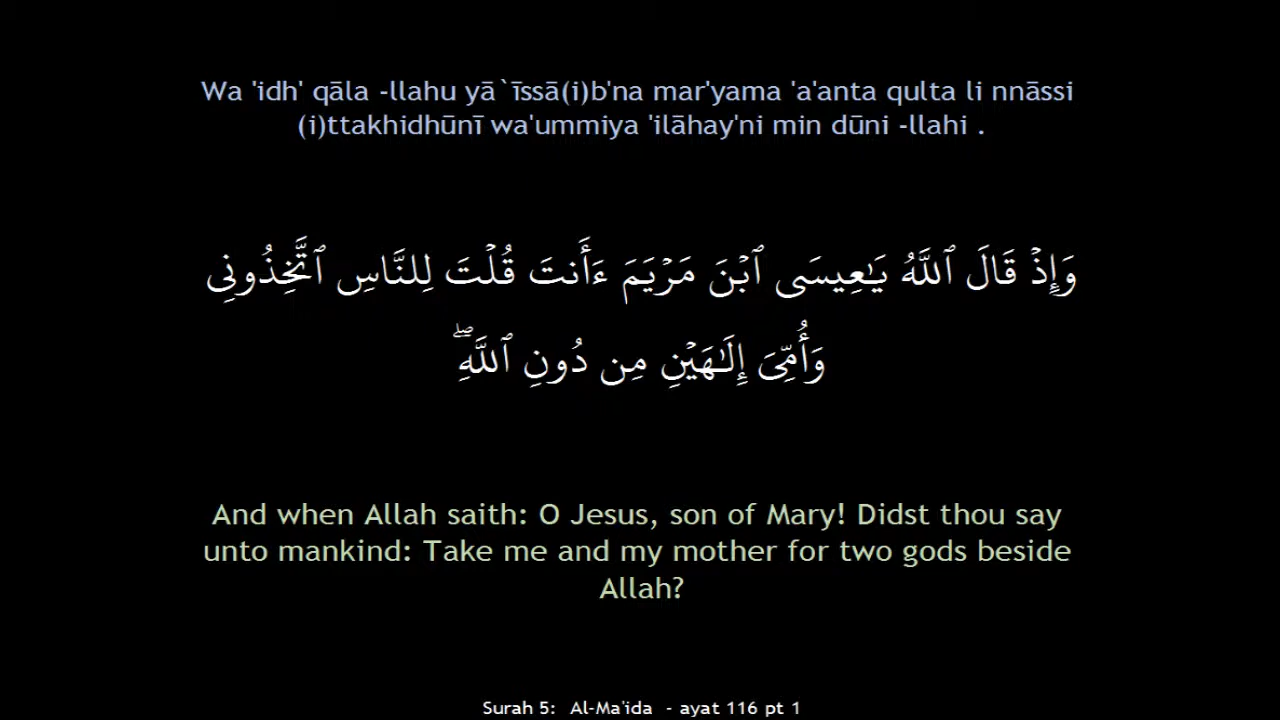 Wa 'idh' qāla -llahu yā`īssā(i)b'na mar'yama 'a'anta qulta li nnāssi
(i)ttakhidhūnī wa'ummiya 'ilāhay'ni min dūni -llahi .
وَإِذۡ قَالَ ٱللَّهُ يَـٰعِيسَى ٱبۡنَ مَرۡيَمَ ءَأَنتَ قُلۡتَ لِلنَّاسِ ٱتَّخِذُونِى
وَأُمِّىَ إِلَـٰهَيۡنِ مِن دُونِ ٱللَّهِۖ
And when Allah saith: O Jesus, son of Mary! Didst thou say
unto mankind: Take me and my mother for two gods beside
Allah?
Surah 5: Al-Ma'ida - ayat 116 pt 1